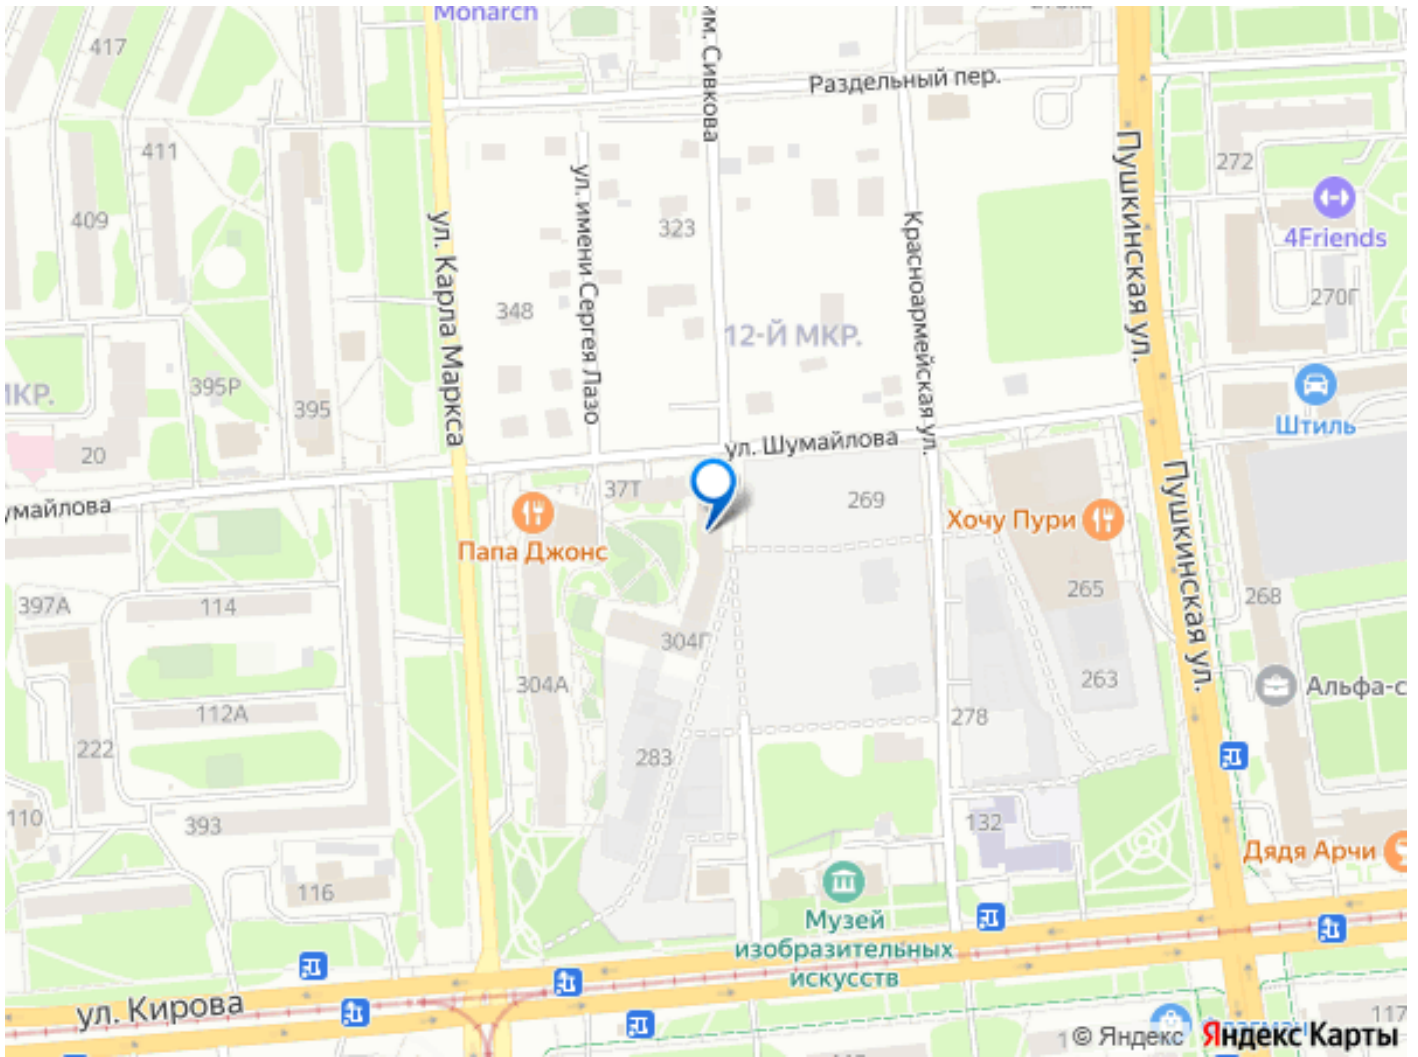 Monarch
417
им. Сивкова
Раздельный пер.
411
272
409
323
4Friends
ул. имени Сергея Лазо
ул. Карла Маркса
Красноармейская ул.
Пушкинская ул.
270Г
348
12-Й МКР.
395Р
МКР.
395
Штиль
20
ул. Шумайлова
умайлова
37Т
269
Папа Джонс
Хочу Пури
Пушкинская ул.
397А
114
265
268
304Г
304А
263
Альфа-с
112А
278
222
283
110
393
132
Дядя Арчи
116
Музей
изобразительных
искусств
ул. Кирова
117
© Яндекс Яндекс Карты